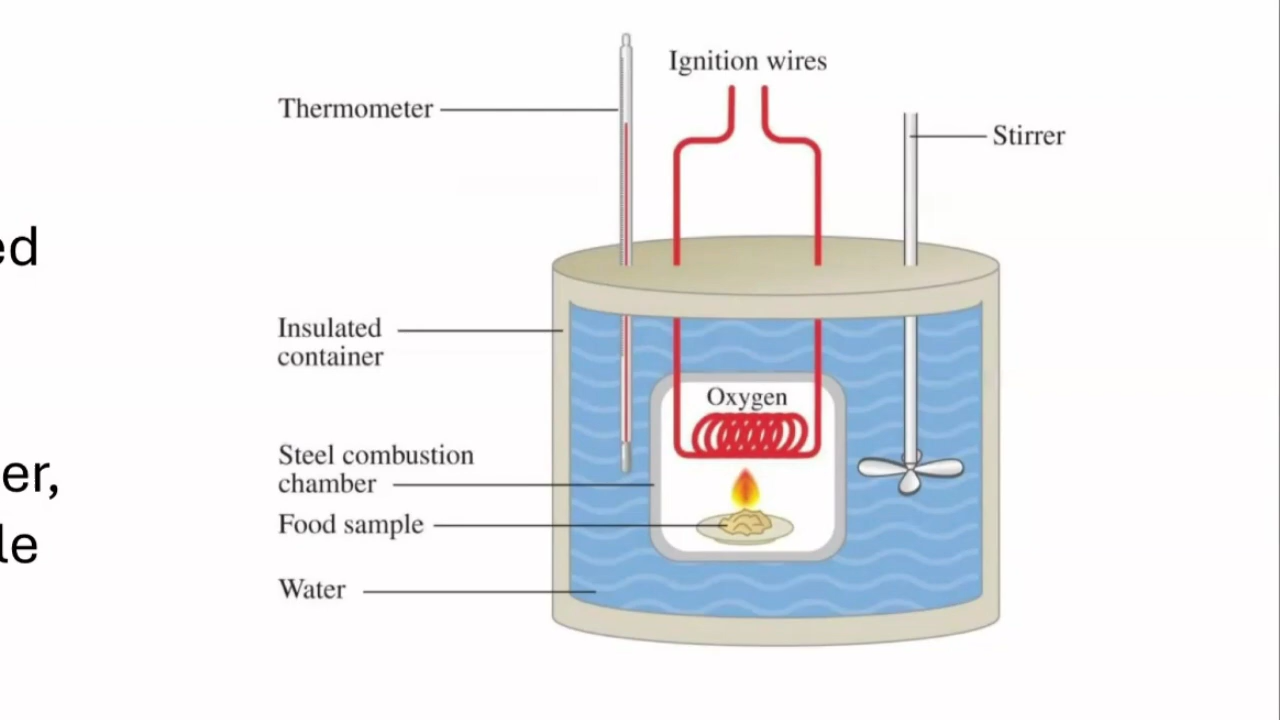 ed
er,
le
Ignition wires
Thermometer
Stirrer
Insulated
container
Oxygen
Steel combustion
chamber
Food sample
Water